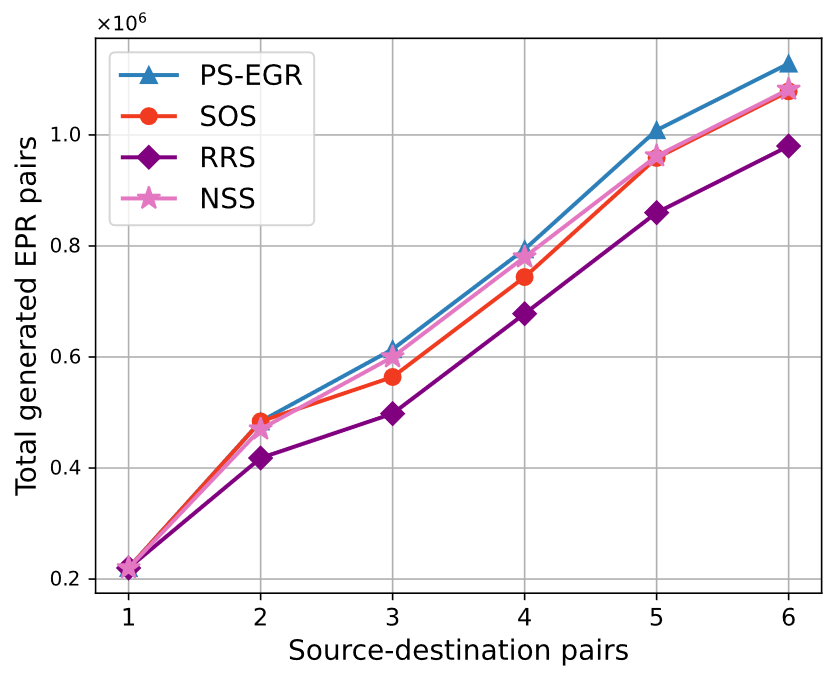 ×10⁶
PS-EGR
SOS
RRS
NSS
Total generated EPR pairs
1.0
0.8
0.6
0.4
0.2
1 2 3 4 5 6
Source-destination pairs